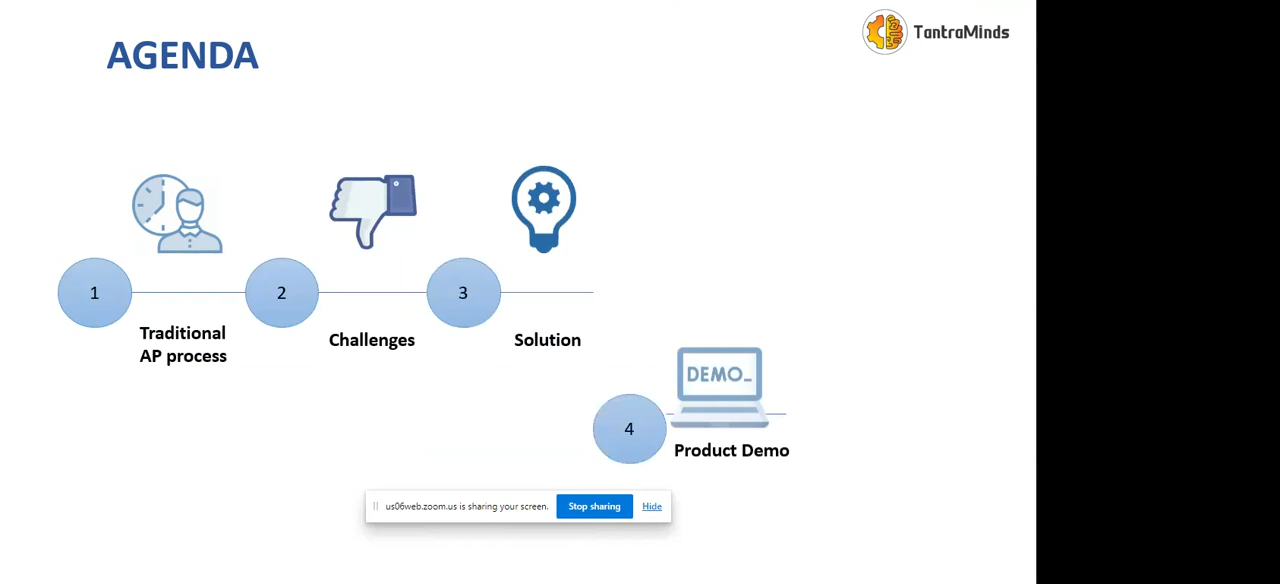 AGENDA
TantraMinds
1
2
3
Traditional
AP process
Challenges
Solution
DEMO_
4
Product Demo
us06web.zoom.us is sharing your screen.
Stop sharing
Hide